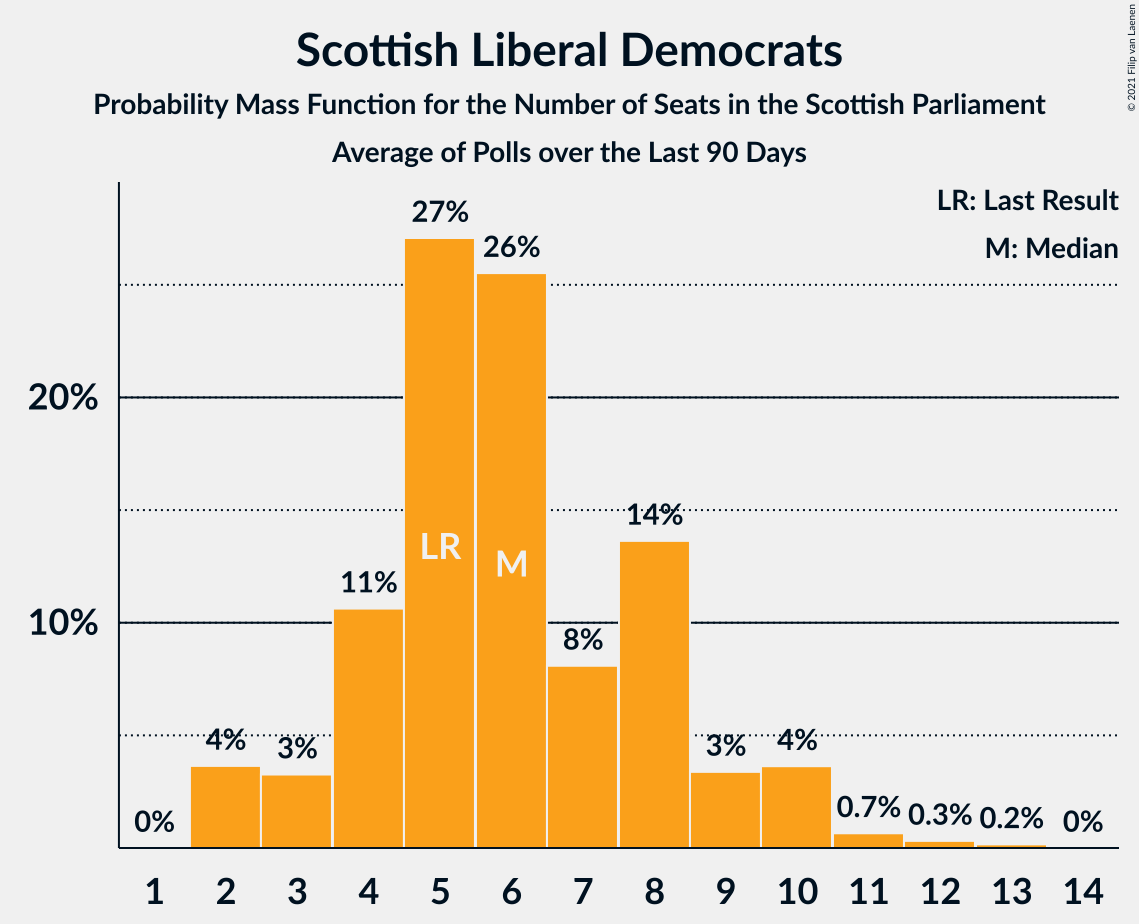 Scottish Liberal Democrats
Probability Mass Function for the Number of Seats in the Scottish Parliament
Average of Polls over the Last 90 Days
© 2021 Filip van Laenen
LR: Last Result
M: Median
27%
26%
20%
14%
LR
M
11%
10%
8%
4%
3%
3%
4%
0%
0.7%
0.3%
0.2%
0%
1 2 3 4 5 6 7 8 9 10 11 12 13 14